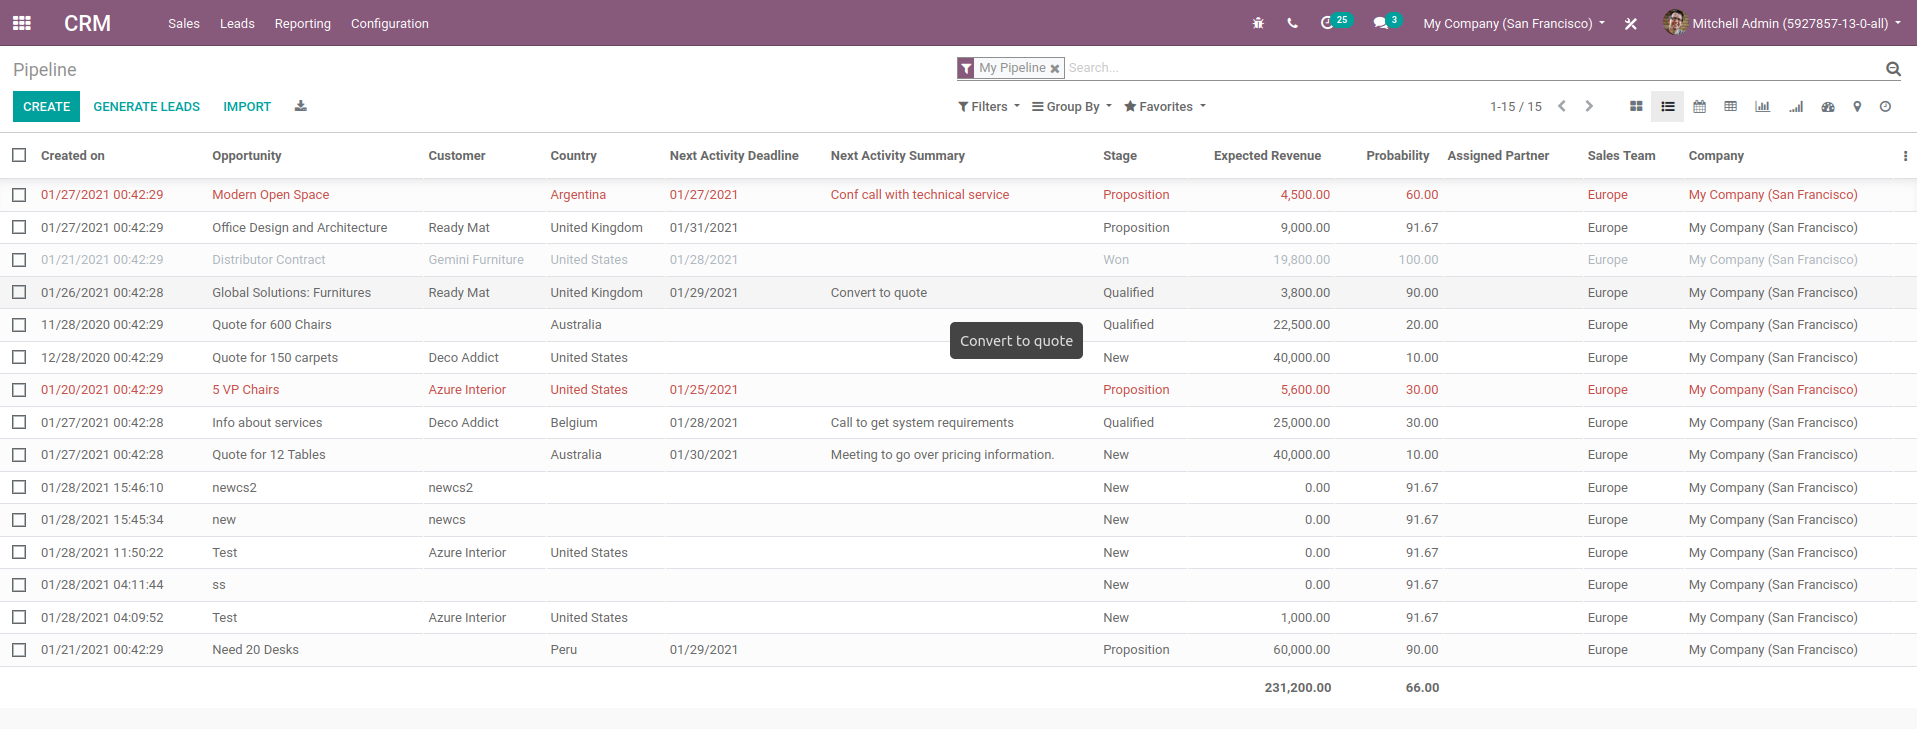 CRM Sales Leads Reporting Configuration 25 3 My Company (San Francisco) Mitchell Admin (5927857-13-0-all)
Pipeline My Pipeline Search...
CREATE GENERATE LEADS IMPORT Filters Group By Favorites 1-15 / 15
Created on Opportunity Customer Country Next Activity Deadline Next Activity Summary Stage Expected Revenue Probability Assigned Partner Sales Team Company
01/27/2021 00:42:29 Modern Open Space Argentina 01/27/2021 Conf call with technical service Proposition 4,500.00 60.00 Europe My Company (San Francisco)
01/27/2021 00:42:29 Office Design and Architecture Ready Mat United Kingdom 01/31/2021 Proposition 9,000.00 91.67 Europe My Company (San Francisco)
01/21/2021 00:42:29 Distributor Contract Gemini Furniture United States 01/28/2021 Won 19,800.00 100.00 Europe My Company (San Francisco)
01/26/2021 00:42:28 Global Solutions: Furnitures Ready Mat United Kingdom 01/29/2021 Convert to quote Qualified 3,800.00 90.00 Europe My Company (San Francisco)
11/28/2020 00:42:29 Quote for 600 Chairs Australia Qualified 22,500.00 20.00 Europe My Company (San Francisco)
Convert to quote
12/28/2020 00:42:29 Quote for 150 carpets Deco Addict United States New 40,000.00 10.00 Europe My Company (San Francisco)
01/20/2021 00:42:29 5 VP Chairs Azure Interior United States 01/25/2021 Proposition 5,600.00 30.00 Europe My Company (San Francisco)
01/27/2021 00:42:28 Info about services Deco Addict Belgium 01/28/2021 Call to get system requirements Qualified 25,000.00 30.00 Europe My Company (San Francisco)
01/27/2021 00:42:28 Quote for 12 Tables Australia 01/30/2021 Meeting to go over pricing information. New 40,000.00 10.00 Europe My Company (San Francisco)
01/28/2021 15:46:10 newcs2 newcs2 New 0.00 91.67 Europe My Company (San Francisco)
01/28/2021 15:45:34 new newcs New 0.00 91.67 Europe My Company (San Francisco)
01/28/2021 11:50:22 Test Azure Interior United States New 0.00 91.67 Europe My Company (San Francisco)
01/28/2021 04:11:44 ss New 0.00 91.67 Europe My Company (San Francisco)
01/28/2021 04:09:52 Test Azure Interior United States New 1,000.00 91.67 Europe My Company (San Francisco)
01/21/2021 00:42:29 Need 20 Desks Peru 01/29/2021 Proposition 60,000.00 90.00 Europe My Company (San Francisco)
231,200.00 66.00